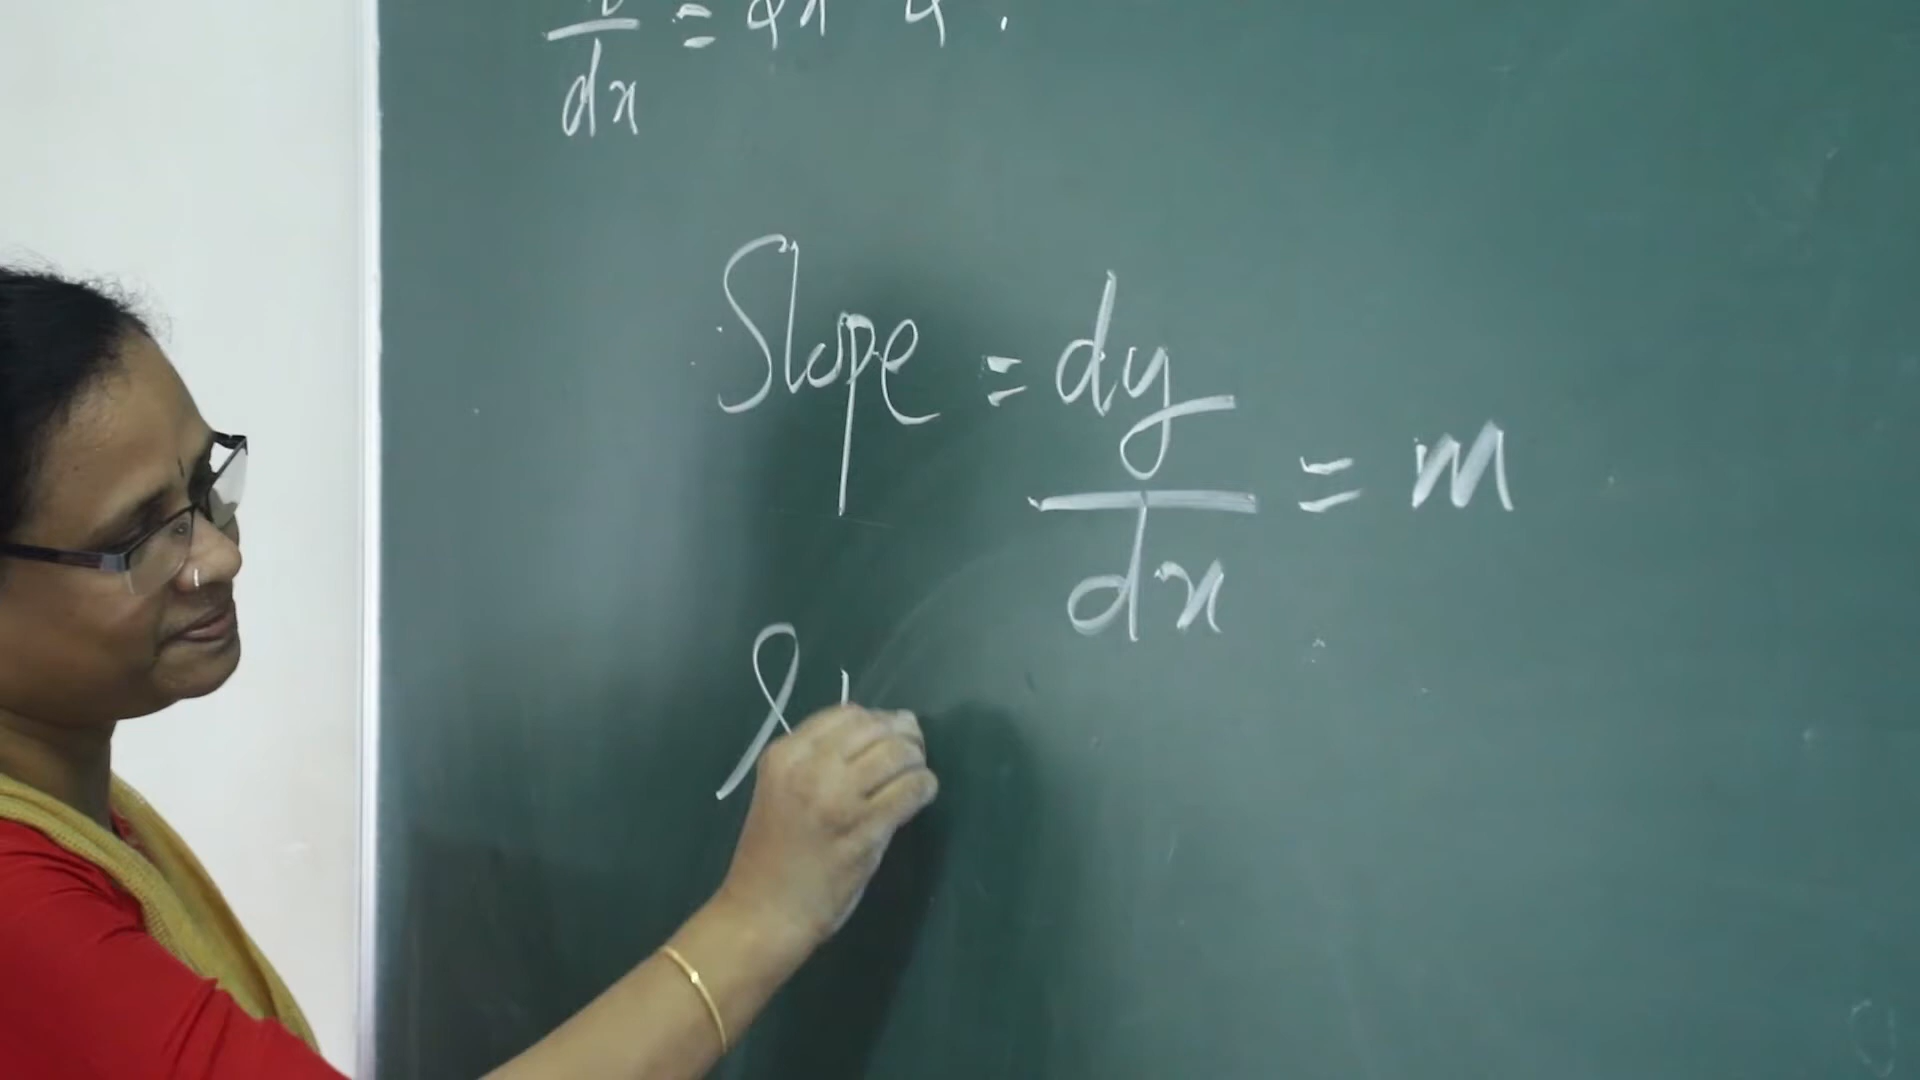 dx
Slope = dy/dx = m